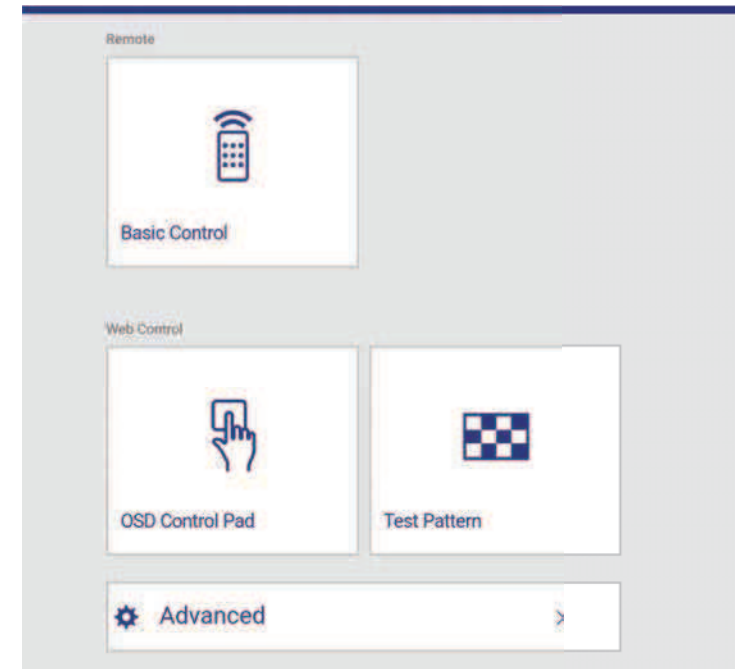 Remote
Basic Control
Web Control
OSD Control Pad
Test Pattern
Advanced